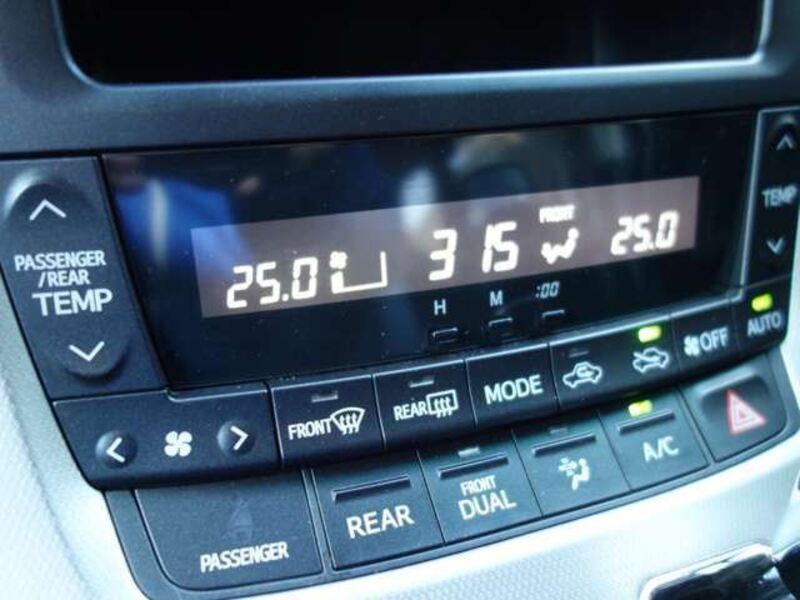 PASSENGER
/REAR
TEMP
25.0 3 15 FRONT 25.0
H M :00
TEMP
FRONT
REAR
MODE
OFF
AUTO
PASSENGER
REAR
FRONT
DUAL
A/C